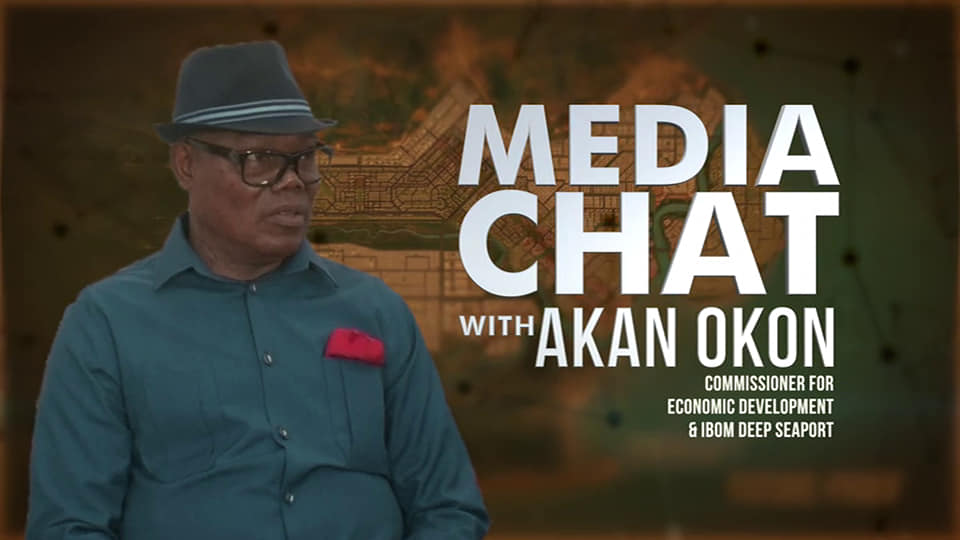 MEDIA
CHAT
WITH AKAN OKON
COMMISSIONER FOR
ECONOMIC DEVELOPMENT
& IBOM DEEP SEAPORT